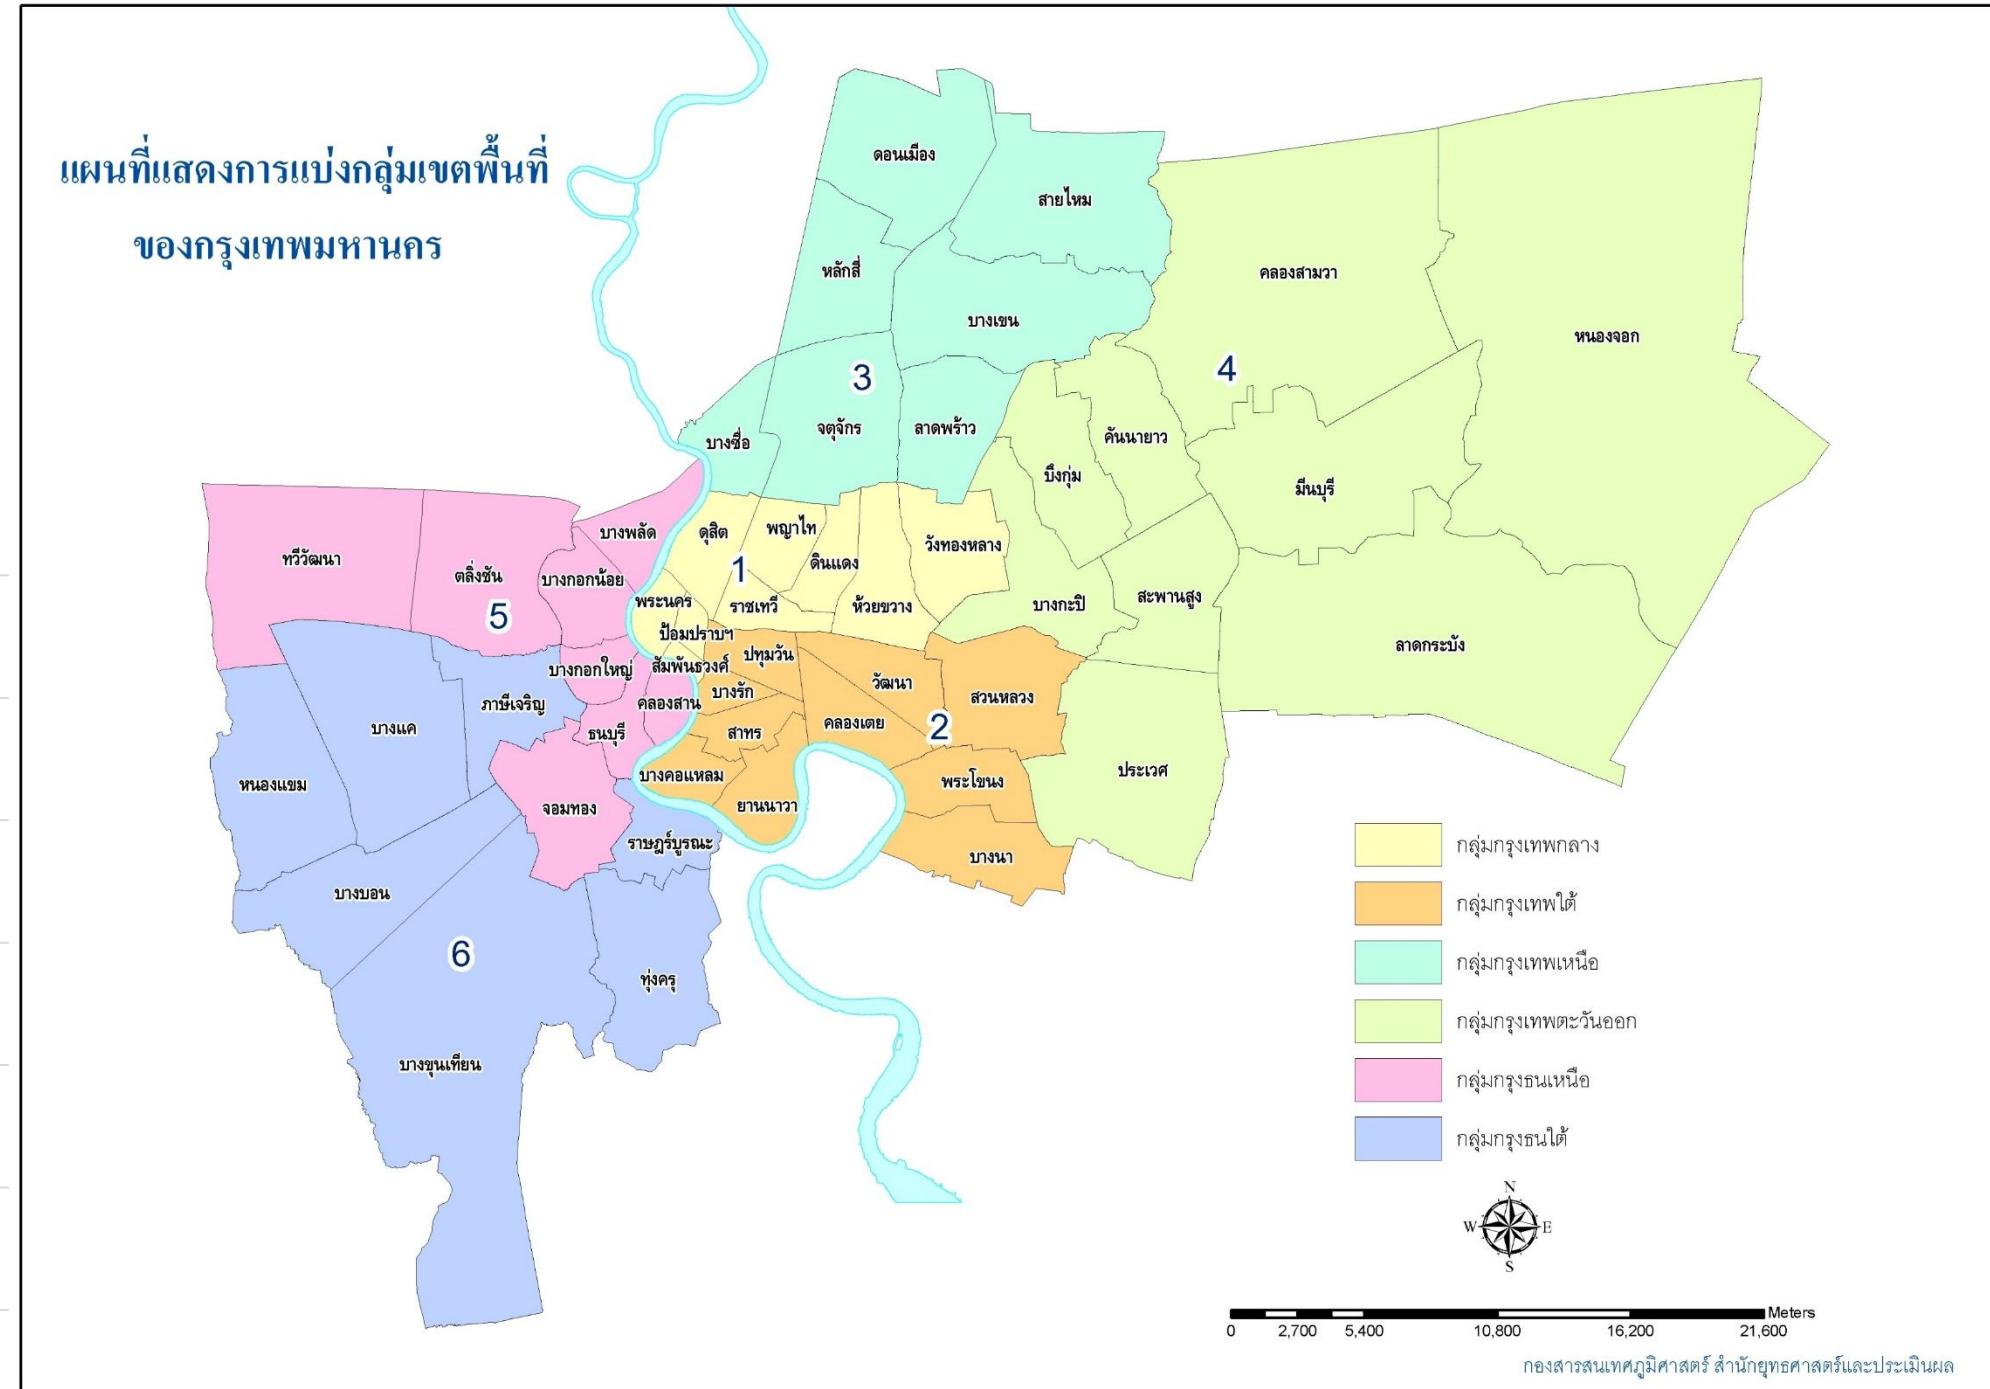 แผนที่แสดงการแบ่งกลุ่มเขตพื้นที่
ของกรุงเทพมหานคร
ดอนเมือง
สายไหม
หลักสี่
คลองสามวา
บางเขน
หนองจอก
3
4
จตุจักร
ลาดพร้าว
คันนายาว
บางซื่อ
บึงกุ่ม
มีนบุรี
ดุสิต
พญาไท
บางพลัด
วังทองหลาง
ทวีวัฒนา
ดินแดง
1
ตลิ่งชัน
บางกอกน้อย
สะพานสูง
พระนคร
ราชเทวี
ห้วยขวาง
บางกะปิ
5
ป้อมปราบฯ
ลาดกระบัง
ปทุมวัน
บางกอกใหญ่
สัมพันธวงศ์
วัฒนา
บางรัก
สวนหลวง
ภาษีเจริญ
คลองสาน
บางแค
คลองเตย
2
ธนบุรี
สาทร
ประเวศ
บางคอแหลม
พระโขนง
หนองแขม
ยานนาวา
จอมทอง
ราษฎร์บูรณะ
บางนา
บางบอน
6
ทุ่งครุ
บางขุนเทียน
กลุ่มกรุงเทพกลาง
กลุ่มกรุงเทพใต้
กลุ่มกรุงเทพเหนือ
กลุ่มกรุงเทพตะวันออก
กลุ่มกรุงธนเหนือ
กลุ่มกรุงธนใต้
N
W E
S
Meters
0 2,700 5,400 10,800 16,200 21,600
กองสารสนเทศภูมิศาสตร์ สำนักยุทธศาสตร์และประเมินผล